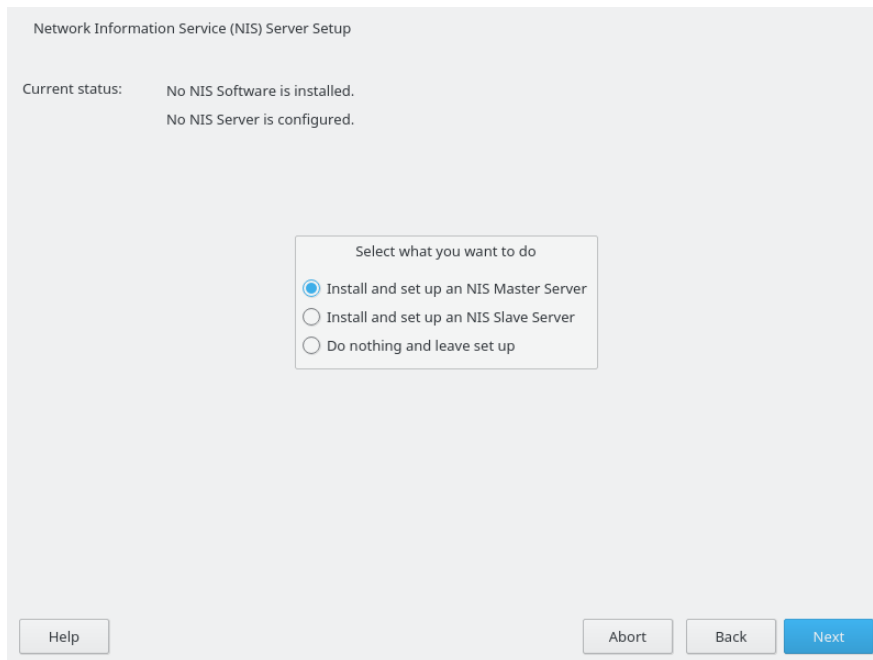 Network Information Service (NIS) Server Setup
Current status:
No NIS Software is installed.
No NIS Server is configured.
Select what you want to do
Install and set up an NIS Master Server
Install and set up an NIS Slave Server
Do nothing and leave set up
Help
Abort
Back
Next